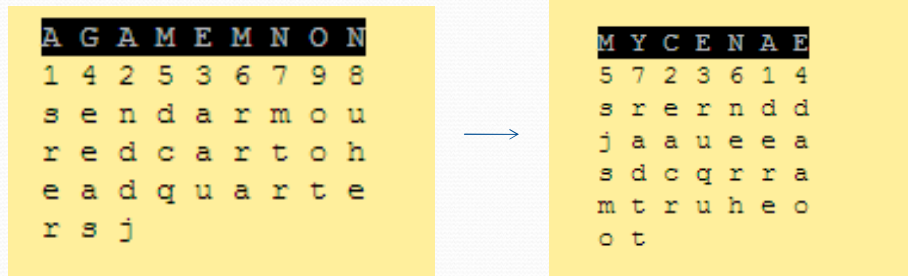 A G A M E M N O N
1 4 2 5 3 6 7 9 8
s e n d a r m o u
r e d c a r t o h
e a d q u a r t e
r s j
M Y C E N A E
5 7 2 3 6 1 4
s r e r n d d
j a a u e e a
s d c q r r a
m t r u h e o
o t